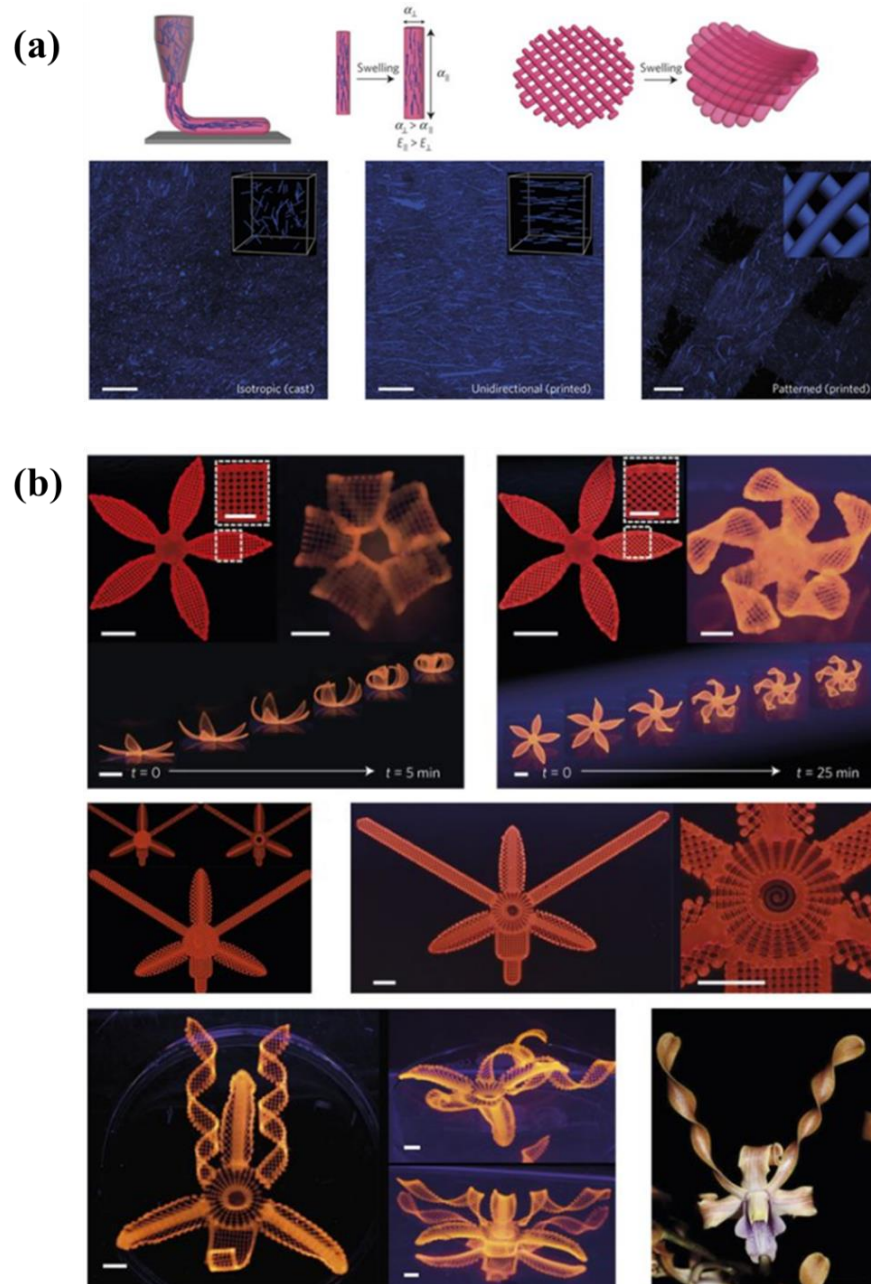 (a)
α⊥
Swelling
α∥
α⊥ > α∥
E∥ > E⊥
Swelling
Isotropic (cast)
Unidirectional (printed)
Patterned (printed)
(b)
t = 0
t = 5 min
t = 0
t = 25 min